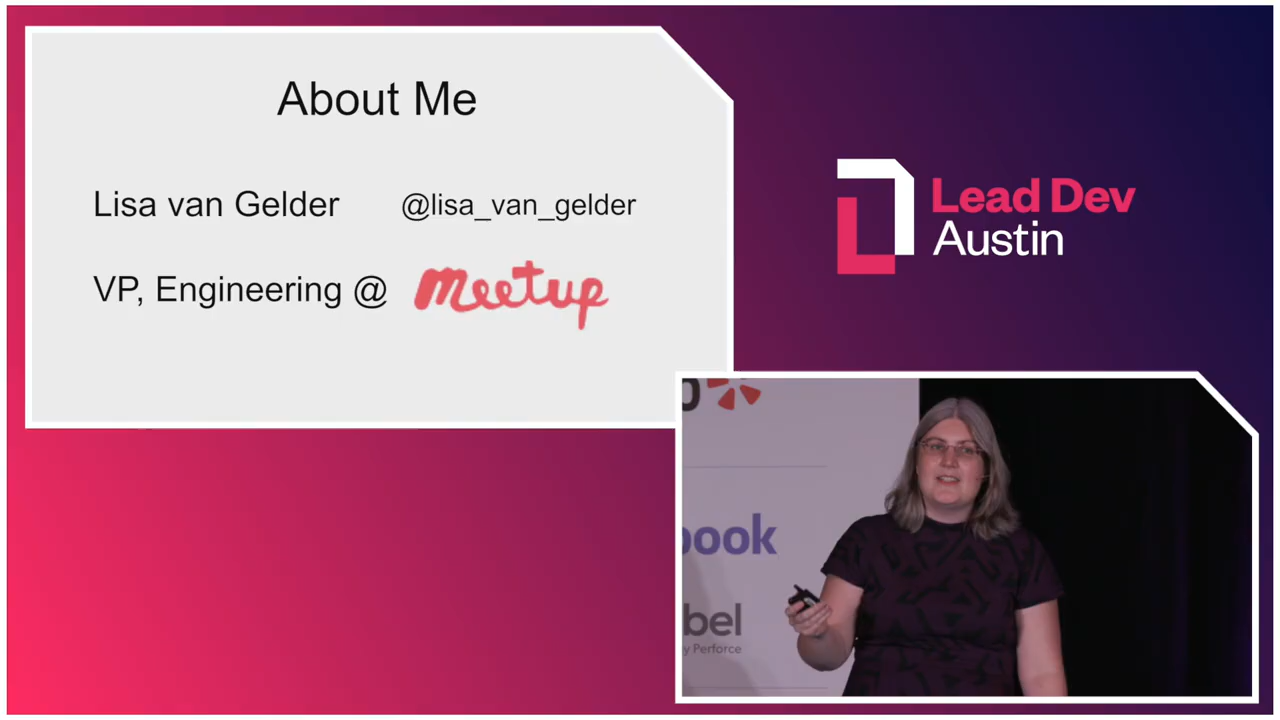 About Me
Lisa van Gelder @lisa_van_gelder
VP, Engineering @ meetup
Lead Dev
Austin
book
bel
Perforce